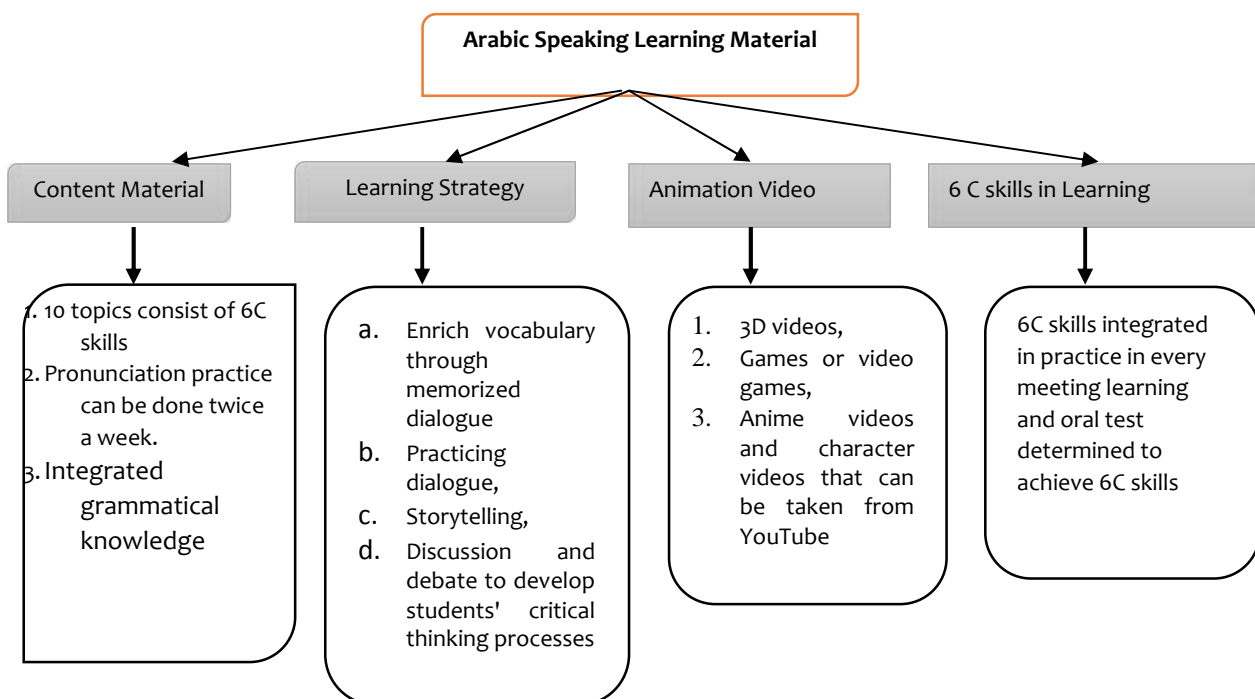 Arabic Speaking Learning Material
Content Material
Learning Strategy
Animation Video
6 C skills in Learning
1. 10 topics consist of 6C
skills
2. Pronunciation practice
can be done twice
a week.
3. Integrated
grammatical
knowledge
a. Enrich vocabulary
through
memorized
dialogue
b. Practicing
dialogue,
c. Storytelling,
d. Discussion and
debate to develop
students' critical
thinking processes
1. 3D videos,
2. Games or video
games,
3. Anime videos
and character
videos that can
be taken from
YouTube
6C skills integrated
in practice in every
meeting learning
and oral test
determined to
achieve 6C skills